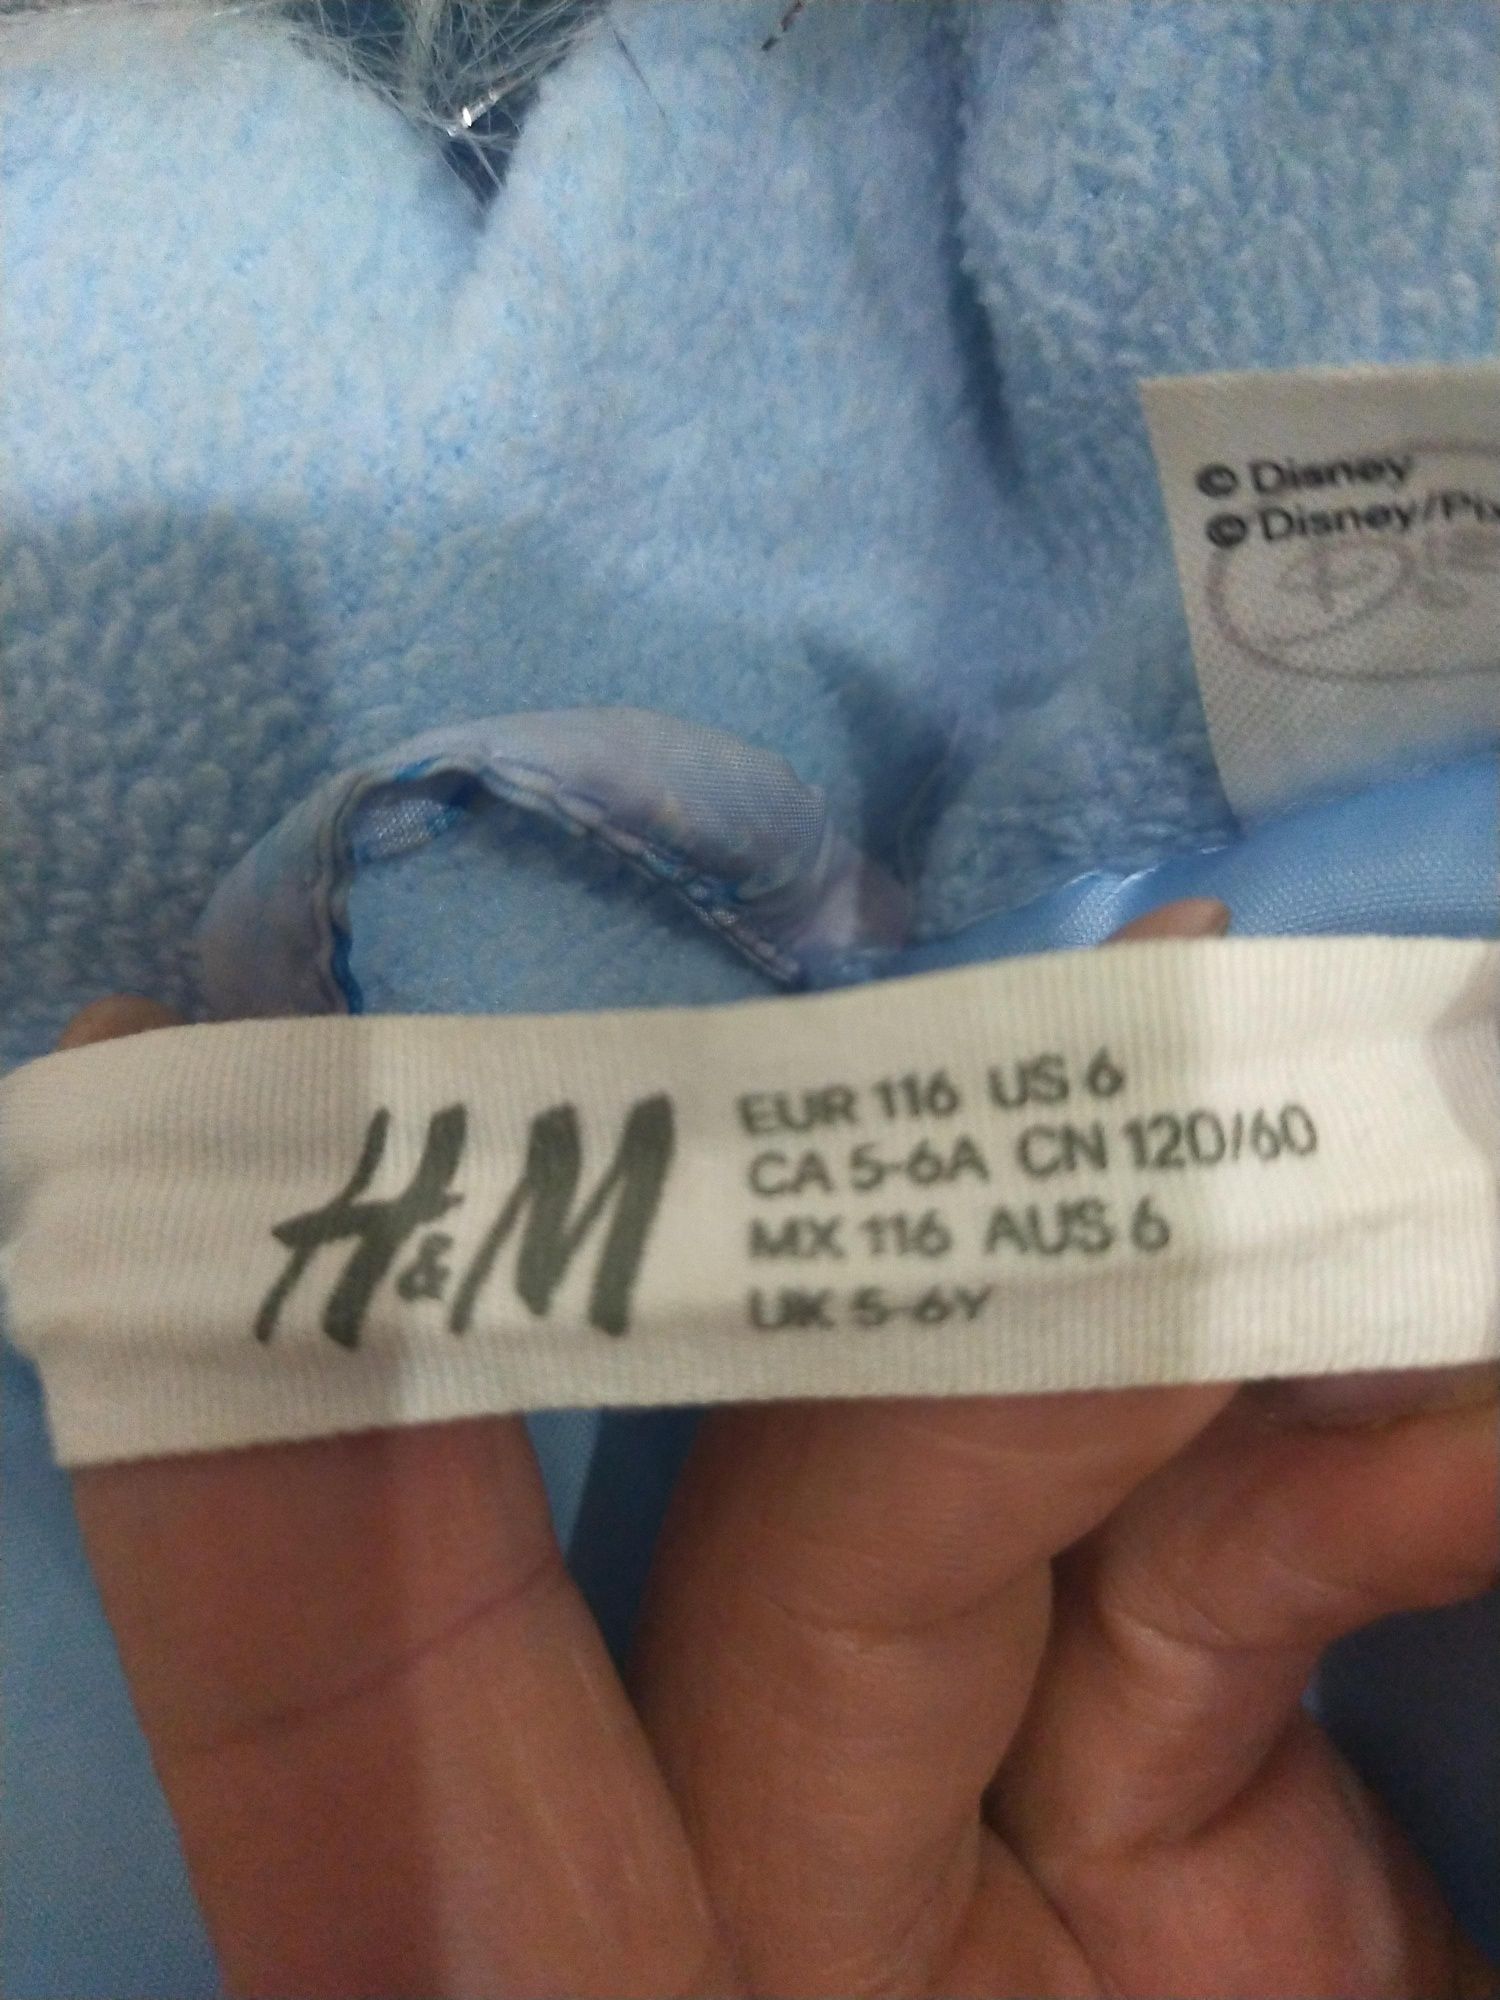 © Disney
© Disney/Pix
H&M
EUR 116 US 6
CA 5-6A CN 120/60
MX 116 AUS 6
UK 5-6Y